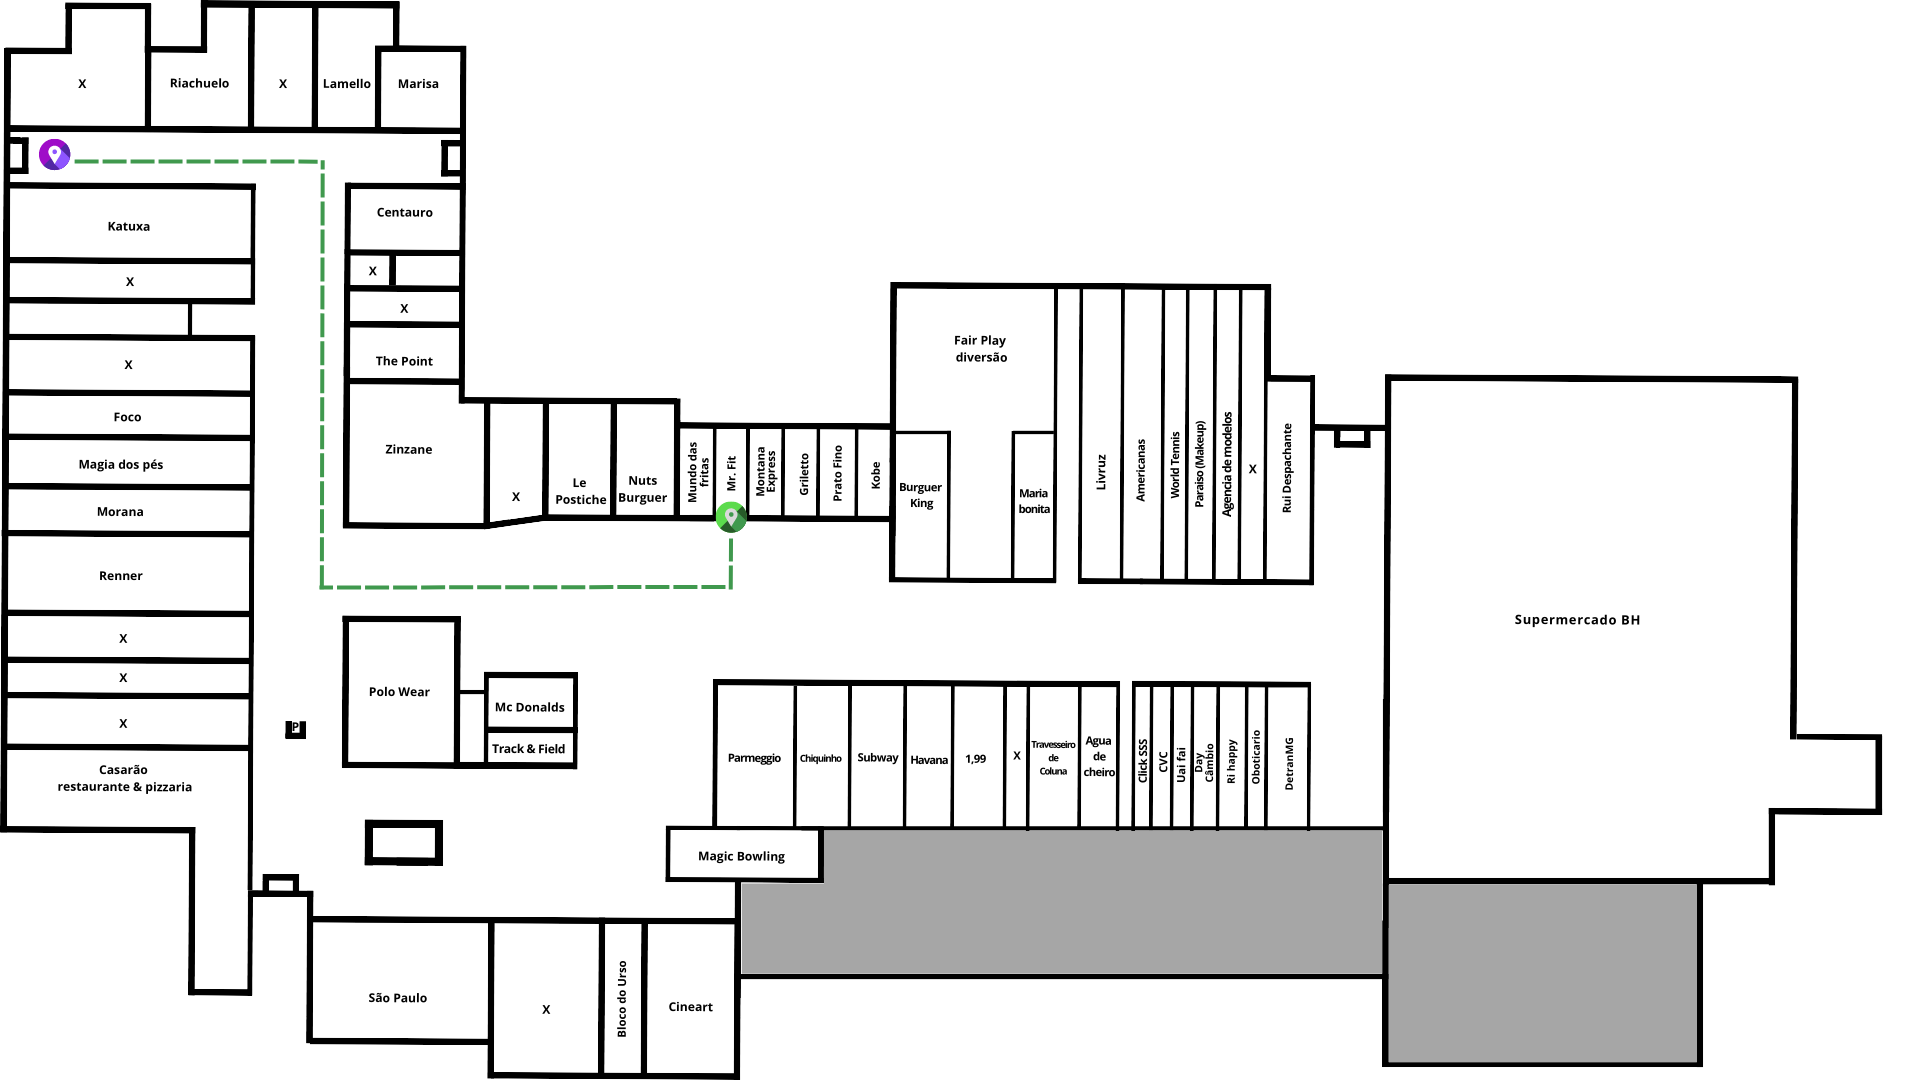 X
Riachuelo
X
Lamello
Marisa
Katuxa
X
X
Foco
Magia dos pés
Morana
Renner
X
X
X
Casarão
restaurante & pizzaria
P
Centauro
X
X
The Point
Zinzane
X
Le
Postiche
Nuts
Burguer
Mundo das
fritas
Mr. Fit
Montana
Express
Griletto
Prato Fino
Kobe
Fair Play
diversão
Burguer
King
Maria
bonita
Livruz
Americanas
World Tennis
Paraiso (Makeup)
Agencia de modelos
X
Rui Despachante
Supermercado BH
Polo Wear
Mc Donalds
Track & Field
Parmeggio
Chiquinho
Subway
Havana
1,99
X
Travesseiro
de
Coluna
Agua
de
cheiro
Click SSS
CVC
Uai fai
Day
Câmbio
Ri happy
Oboticario
DetranMG
Magic Bowling
São Paulo
X
Bloco do Urso
Cineart